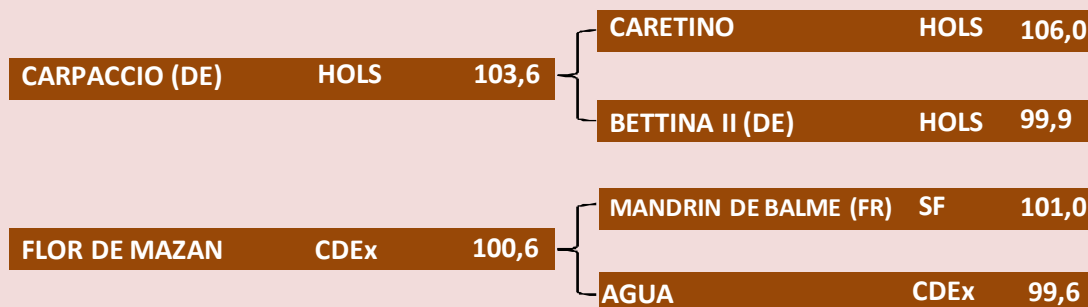 CARETINO HOLS 106,0
CARPACCIO (DE) HOLS 103,6
BETTINA II (DE) HOLS 99,9
MANDRIN DE BALME (FR) SF 101,0
FLOR DE MAZAN CDEx 100,6
AGUA CDEx 99,6